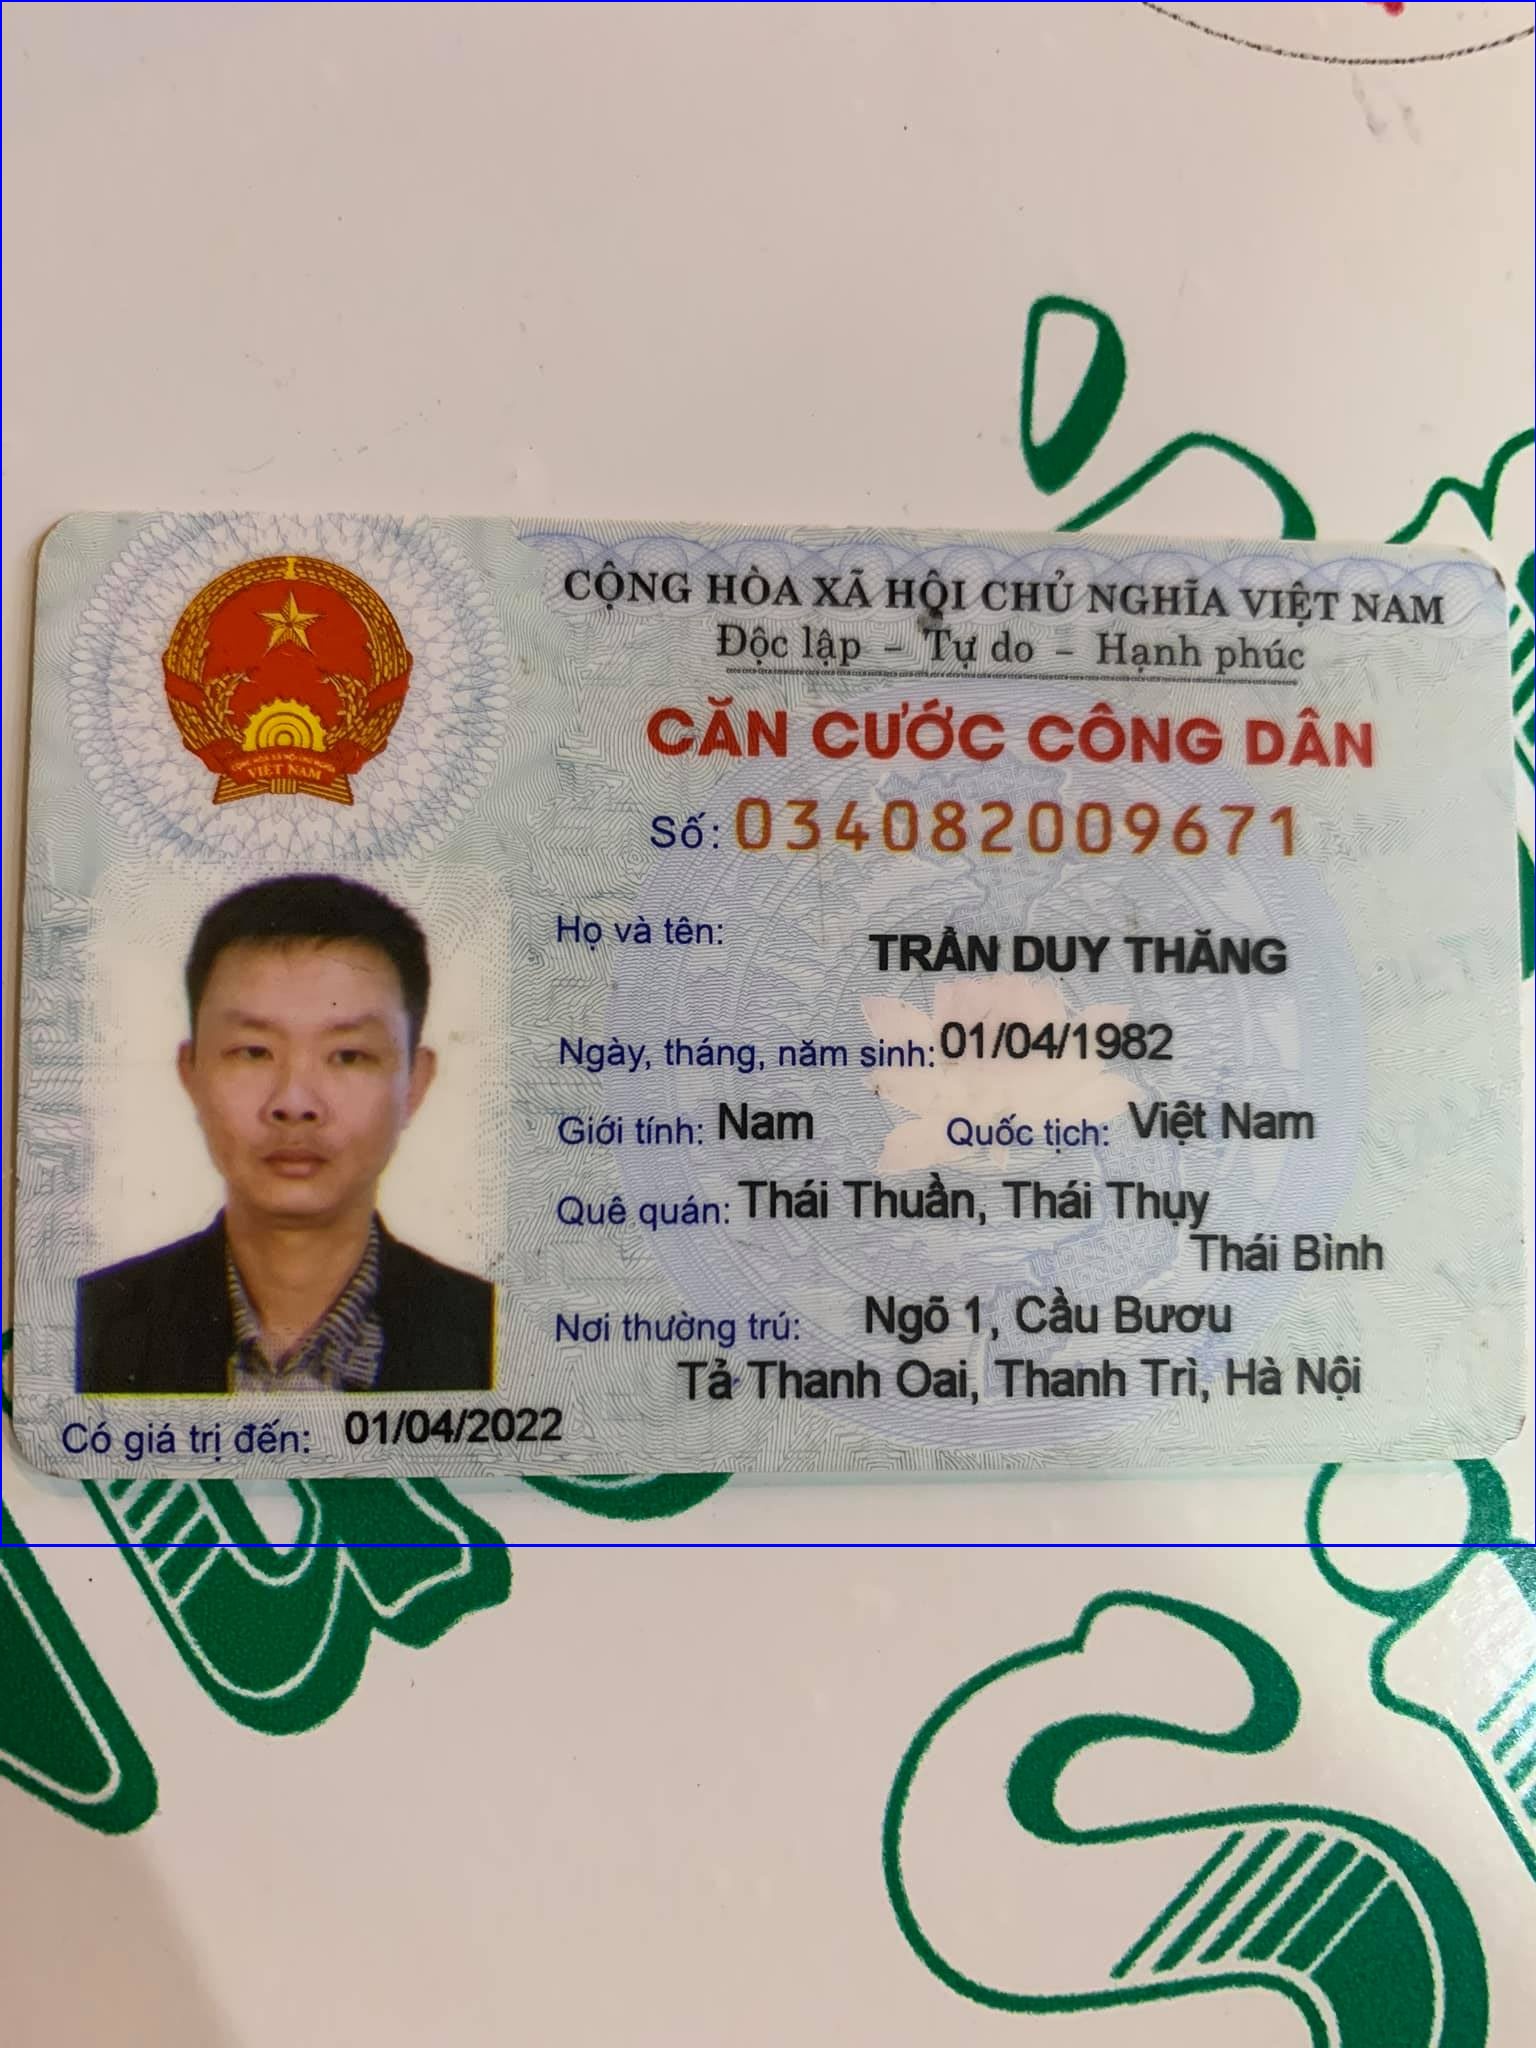 CỘNG HÒA XÃ HỘI CHỦ NGHĨA VIỆT NAM
Độc lập – Tự do – Hạnh phúc
CĂN CƯỚC CÔNG DÂN
Số: 034082009671
Họ và tên: TRẦN DUY THĂNG
Ngày, tháng, năm sinh: 01/04/1982
Giới tính: Nam Quốc tịch: Việt Nam
Quê quán: Thái Thuần, Thái Thụy
Thái Bình
Nơi thường trú: Ngõ 1, Cầu Bươu
Tả Thanh Oai, Thanh Trì, Hà Nội
Có giá trị đến: 01/04/2022
CỘNG HÒA XÃ HỘI CHỦ NGHĨA
VIỆT NAM